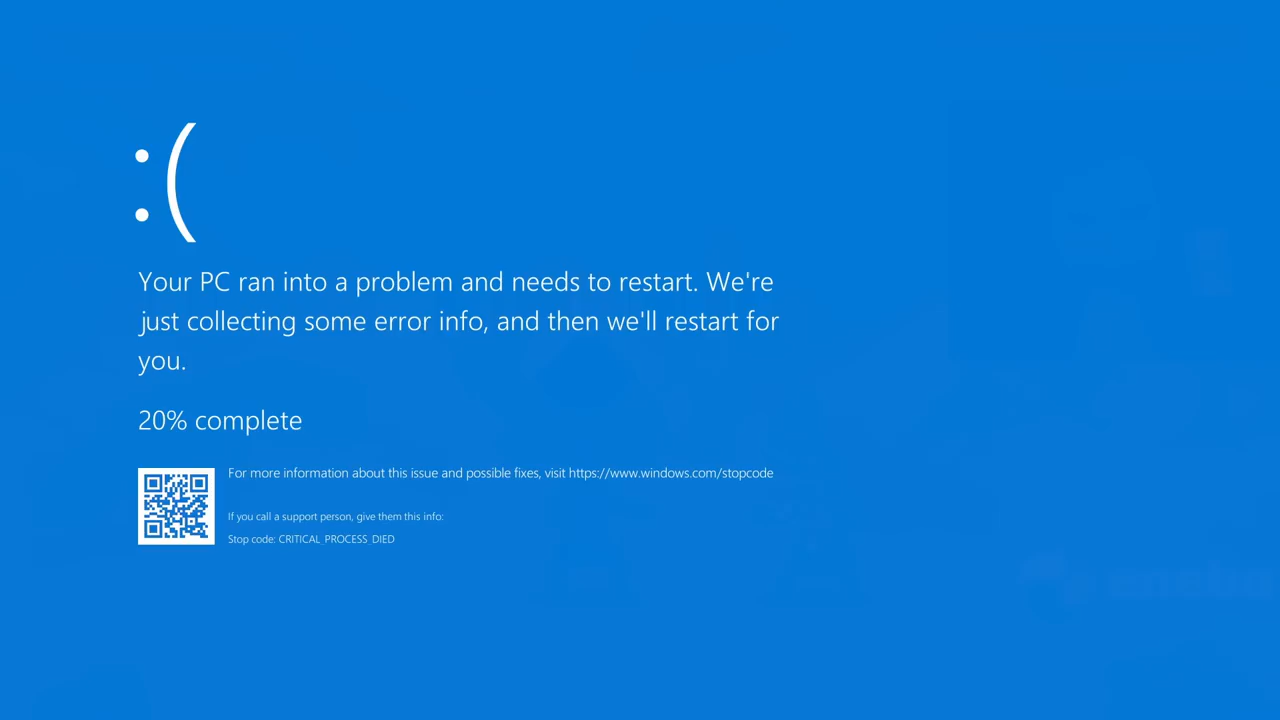 :(
Your PC ran into a problem and needs to restart. We're
just collecting some error info, and then we'll restart for
you.
20% complete
For more information about this issue and possible fixes, visit https://www.windows.com/stopcode
If you call a support person, give them this info:
Stop code: CRITICAL_PROCESS_DIED